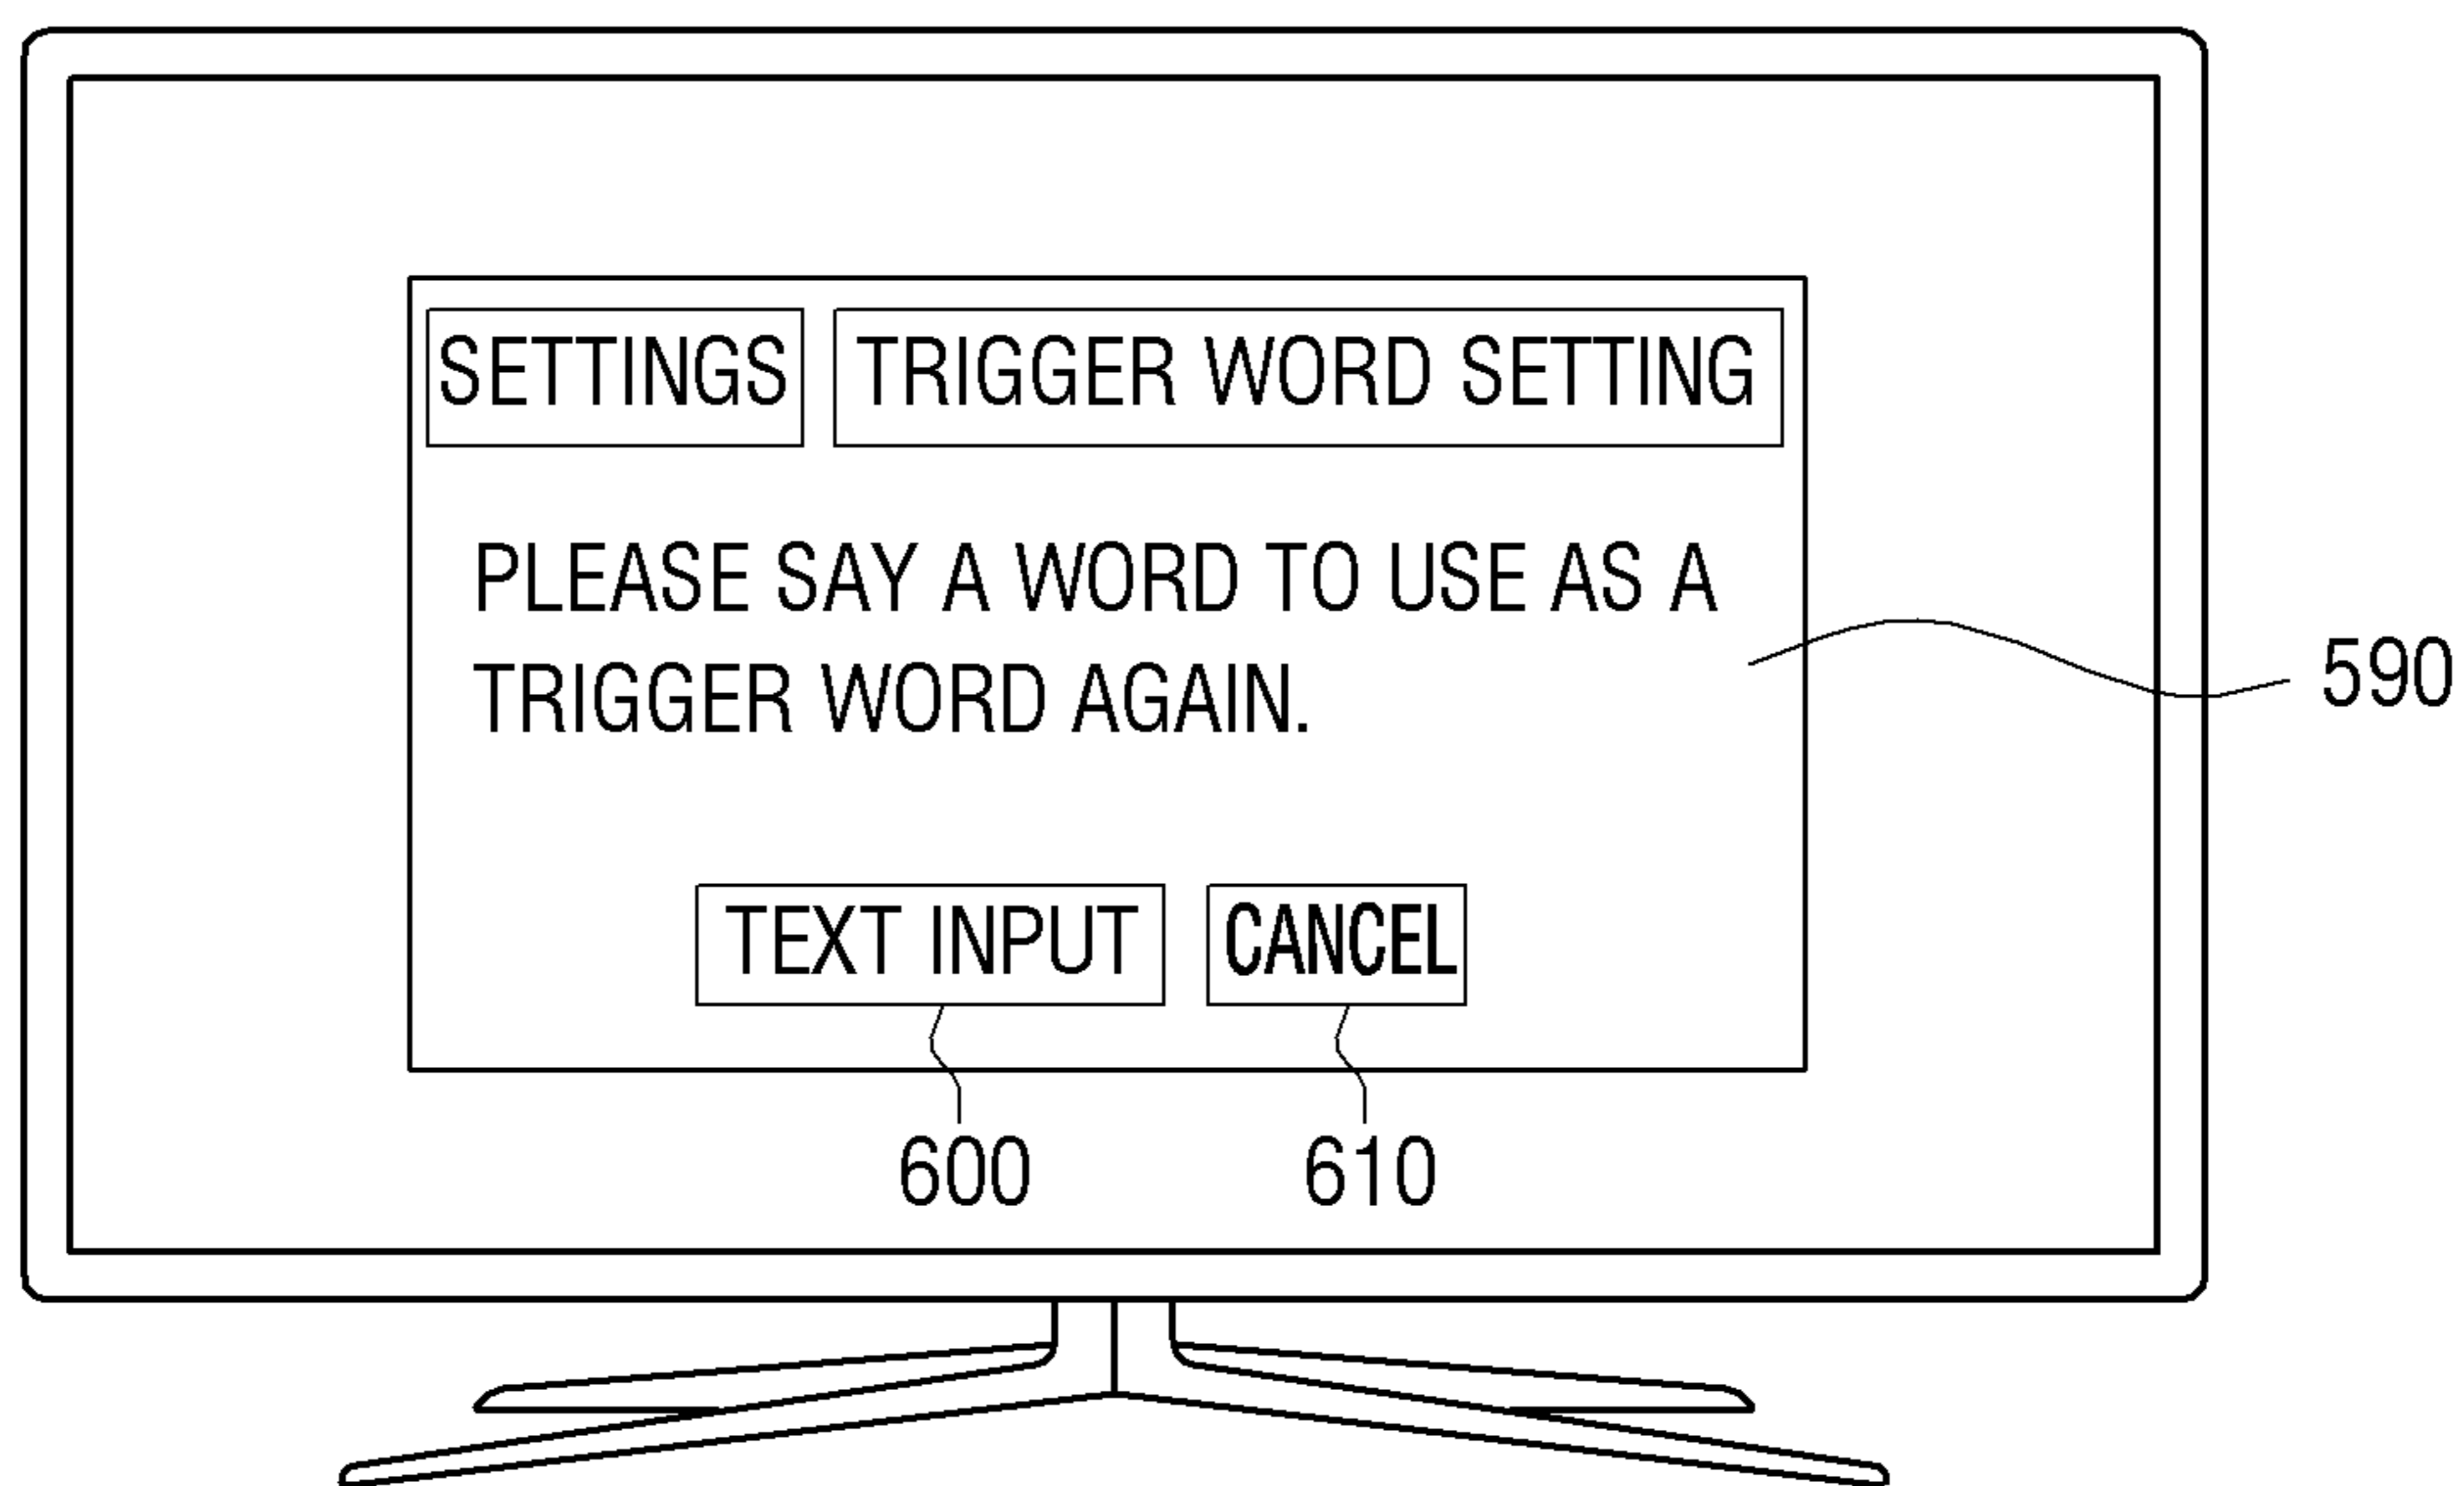 SETTINGS TRIGGER WORD SETTING
PLEASE SAY A WORD TO USE AS A
TRIGGER WORD AGAIN.
590
TEXT INPUT CANCEL
600 610